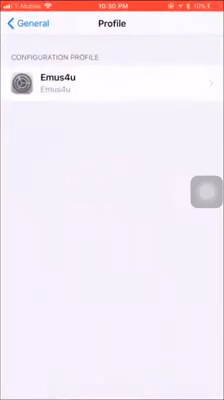 T-Mobile 10:30 PM 10%
General Profile
CONFIGURATION PROFILE
Emus4u
Emus4u